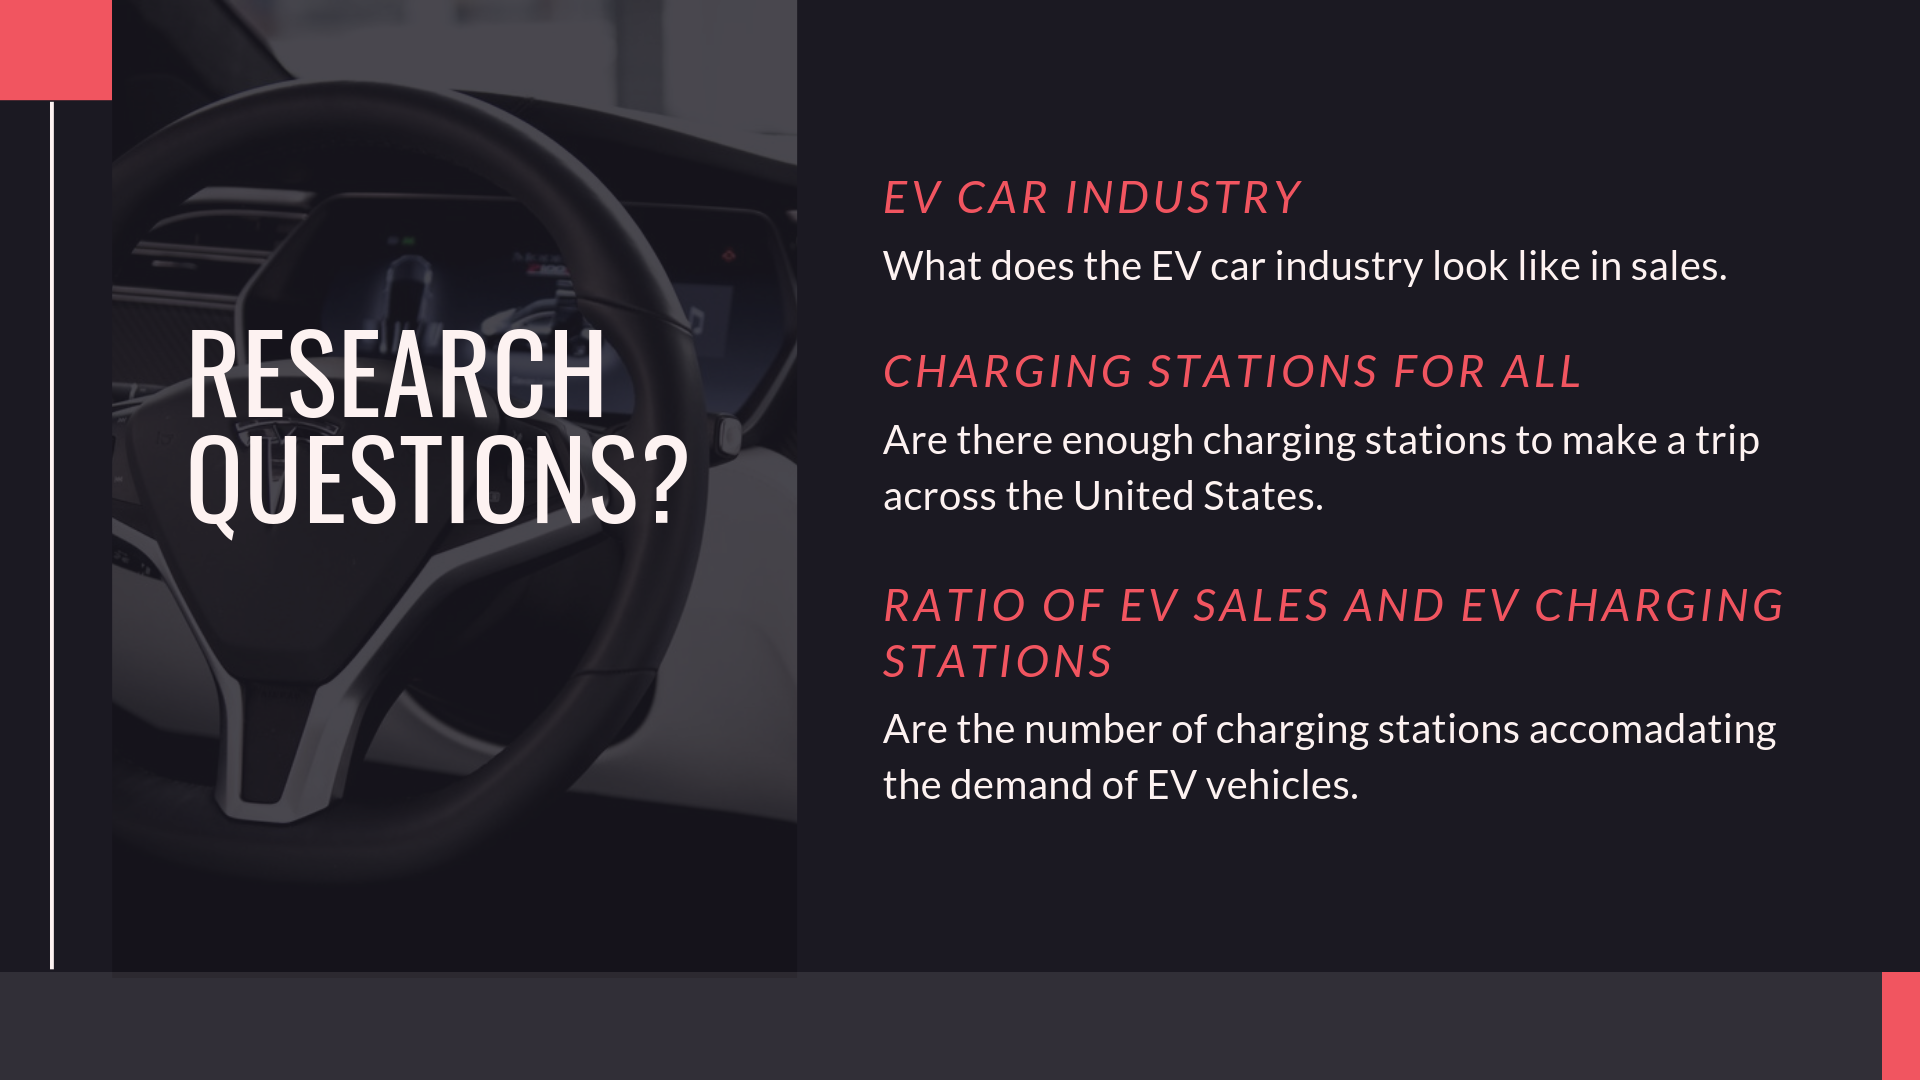 RESEARCH
QUESTIONS?
EV CAR INDUSTRY
What does the EV car industry look like in sales.
CHARGING STATIONS FOR ALL
Are there enough charging stations to make a trip
across the United States.
RATIO OF EV SALES AND EV CHARGING
STATIONS
Are the number of charging stations accomadating
the demand of EV vehicles.